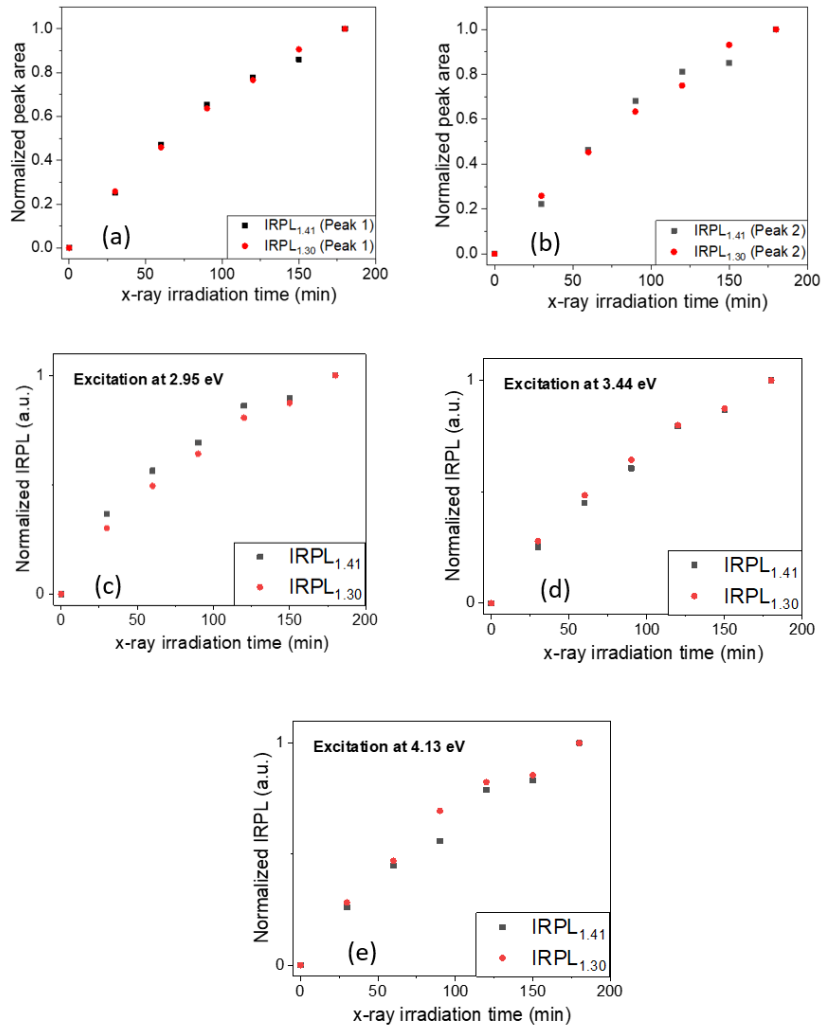 1.0
0.8
0.6
0.4
0.2
0.0
Normalized peak area
(a)
IRPL1.41 (Peak 1)
IRPL1.30 (Peak 1)
0 50 100 150 200
x-ray irradiation time (min)
1.0
0.8
0.6
0.4
0.2
0.0
Normalized peak area
(b)
IRPL1.41 (Peak 2)
IRPL1.30 (Peak 2)
0 50 100 150 200
x-ray irradiation time (min)
Excitation at 2.95 eV
1
0
Normalized IRPL (a.u.)
(c)
IRPL1.41
IRPL1.30
0 50 100 150 200
x-ray irradiation time (min)
Excitation at 3.44 eV
1
0
Normalized IRPL (a.u.)
(d)
IRPL1.41
IRPL1.30
0 50 100 150 200
x-ray irradiation time (min)
Excitation at 4.13 eV
1
0
Normalized IRPL (a.u.)
(e)
IRPL1.41
IRPL1.30
0 50 100 150 200
x-ray irradiation time (min)